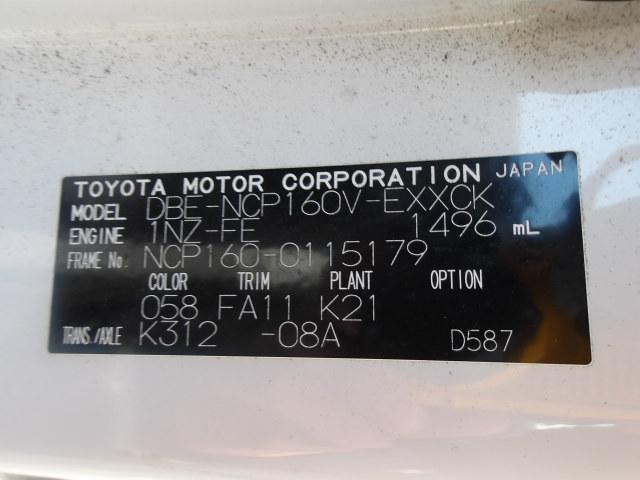 TOYOTA MOTOR CORPORATION JAPAN
MODEL DBE-NCP160V-EXXCK
ENGINE 1NZ-FE 1496 mL
FRAME No. NCP160-0115179
COLOR TRIM PLANT OPTION
058 FA11 K21
TRANS./AXLE K312 -08A D587